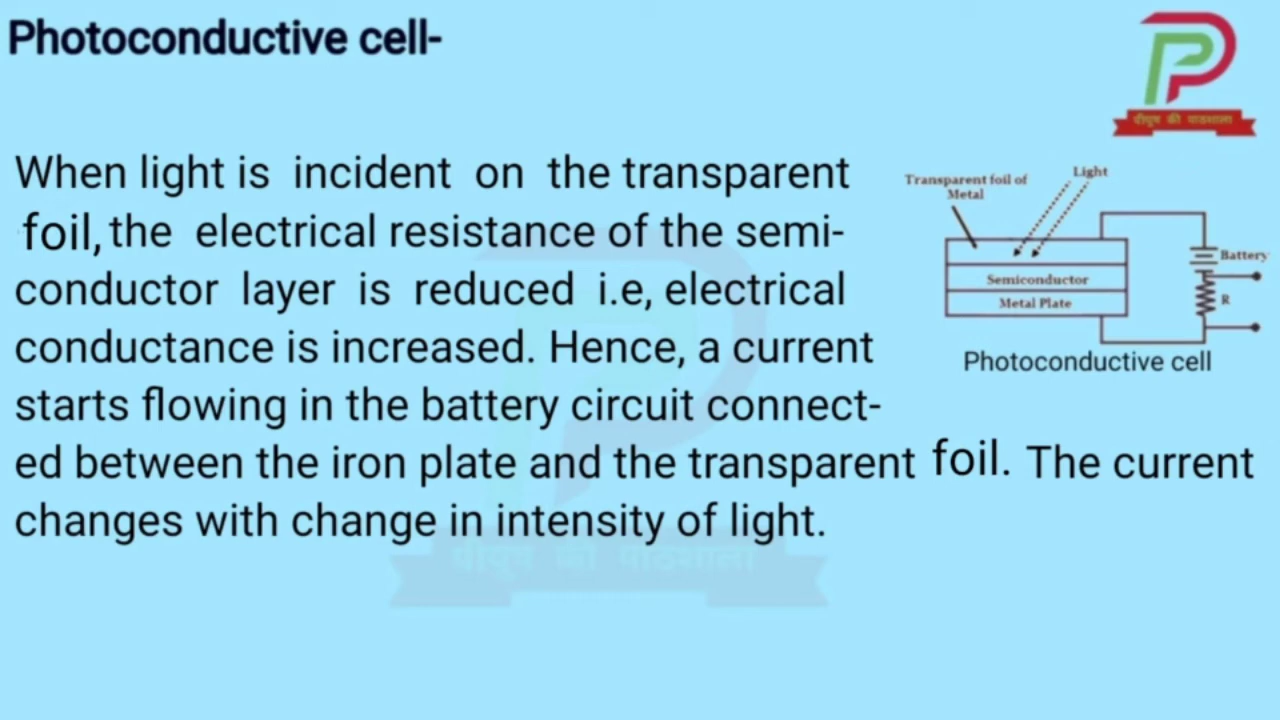 Photoconductive cell-
पीयूष की पाठशाला
When light is incident on the transparent
foil, the electrical resistance of the semi-
conductor layer is reduced i.e, electrical
conductance is increased. Hence, a current
starts flowing in the battery circuit connect-
ed between the iron plate and the transparent foil. The current
changes with change in intensity of light.
Transparent foil of
Metal
Light
Battery
Semiconductor
Metal Plate
R
Photoconductive cell
पीयूष की पाठशाला